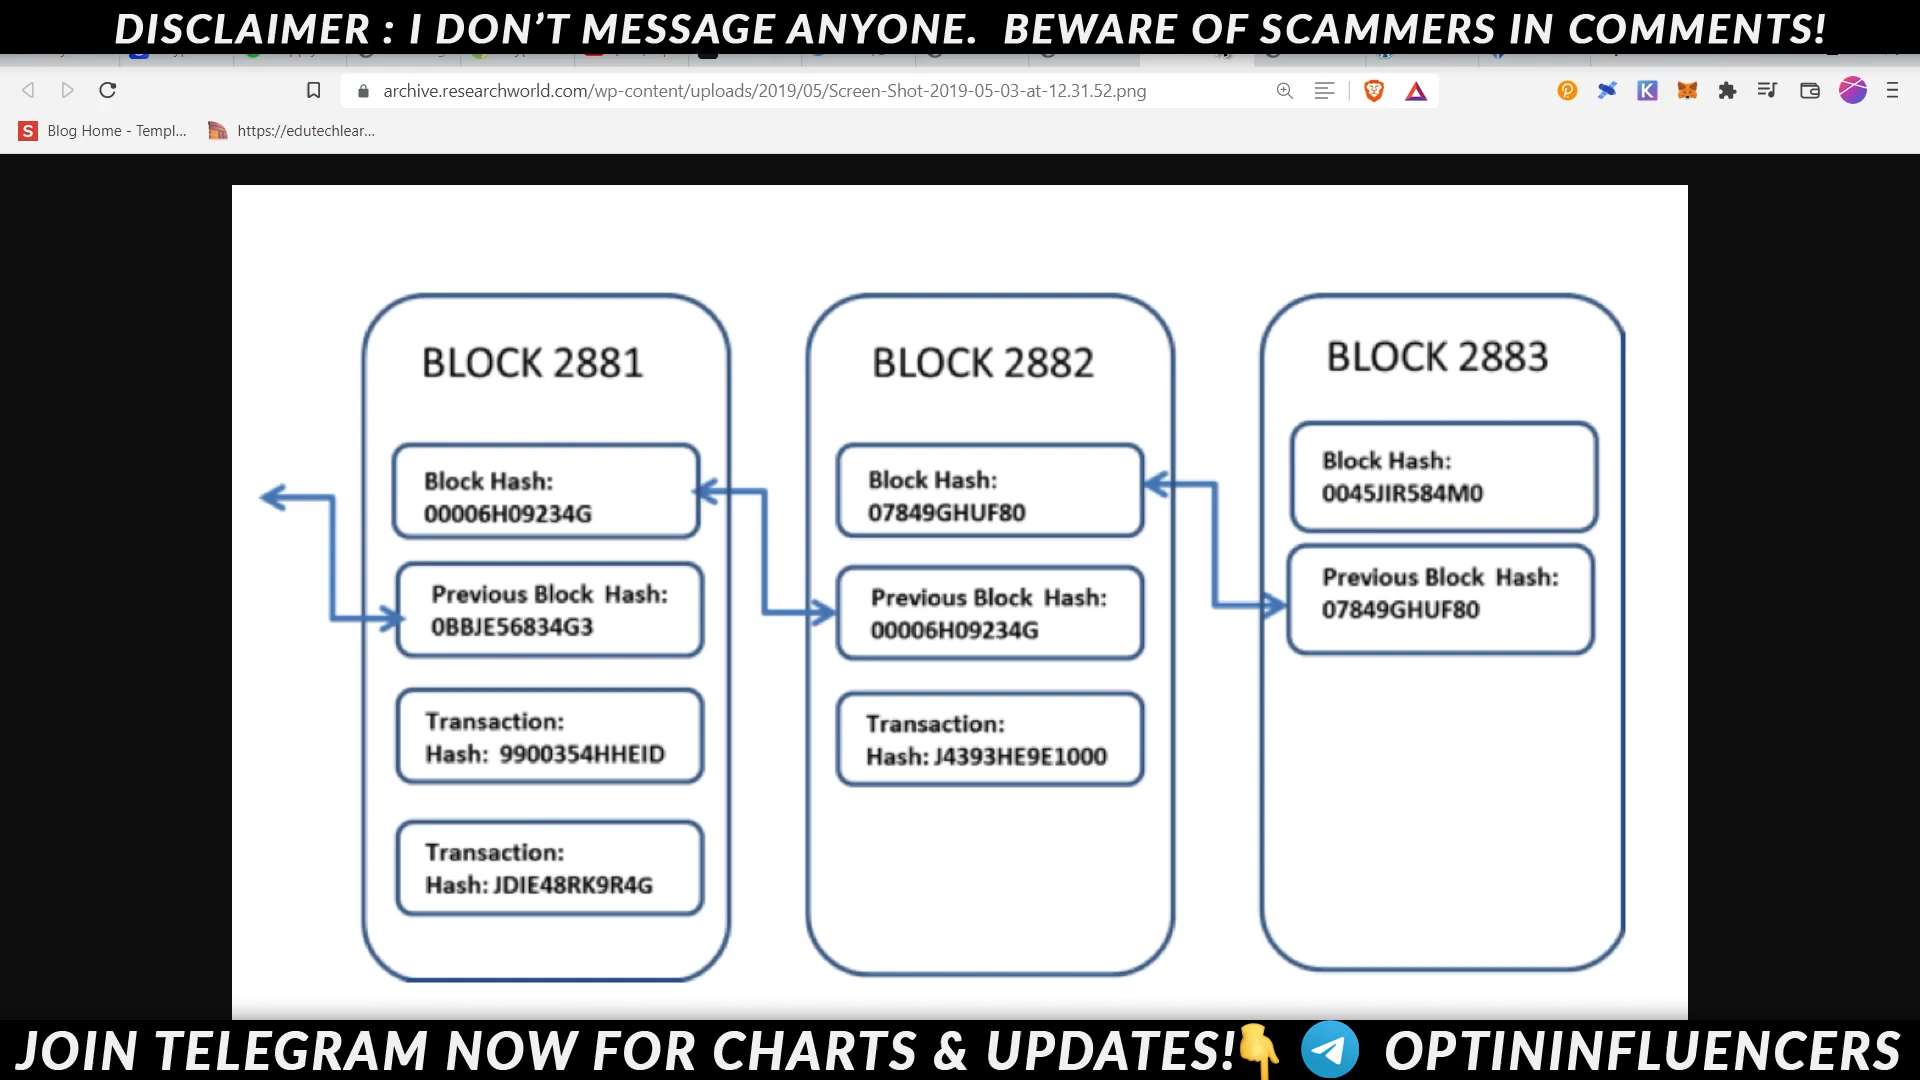 DISCLAIMER : I DON'T MESSAGE ANYONE. BEWARE OF SCAMMERS IN COMMENTS!
archive.researchworld.com/wp-content/uploads/2019/05/Screen-Shot-2019-05-03-at-12.31.52.png
S Blog Home - Templ... https://edutechlear...
BLOCK 2881
Block Hash:
00006H09234G
Previous Block Hash:
0BBJE56834G3
Transaction:
Hash: 9900354HHEID
Transaction:
Hash: JDIE48RK9R4G
BLOCK 2882
Block Hash:
07849GHUF80
Previous Block Hash:
00006H09234G
Transaction:
Hash: J4393HE9E1000
BLOCK 2883
Block Hash:
0045JIR584M0
Previous Block Hash:
07849GHUF80
JOIN TELEGRAM NOW FOR CHARTS & UPDATES! OPTININFLUENCERS